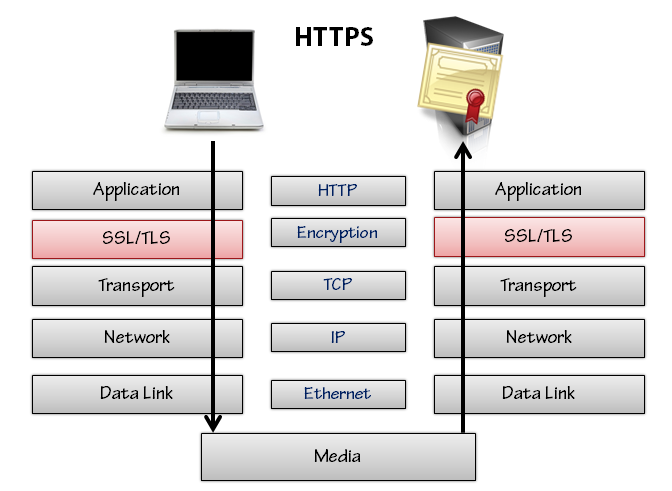 HTTPS
Application HTTP Application
SSL/TLS Encryption SSL/TLS
Transport TCP Transport
Network IP Network
Data Link Ethernet Data Link
Media